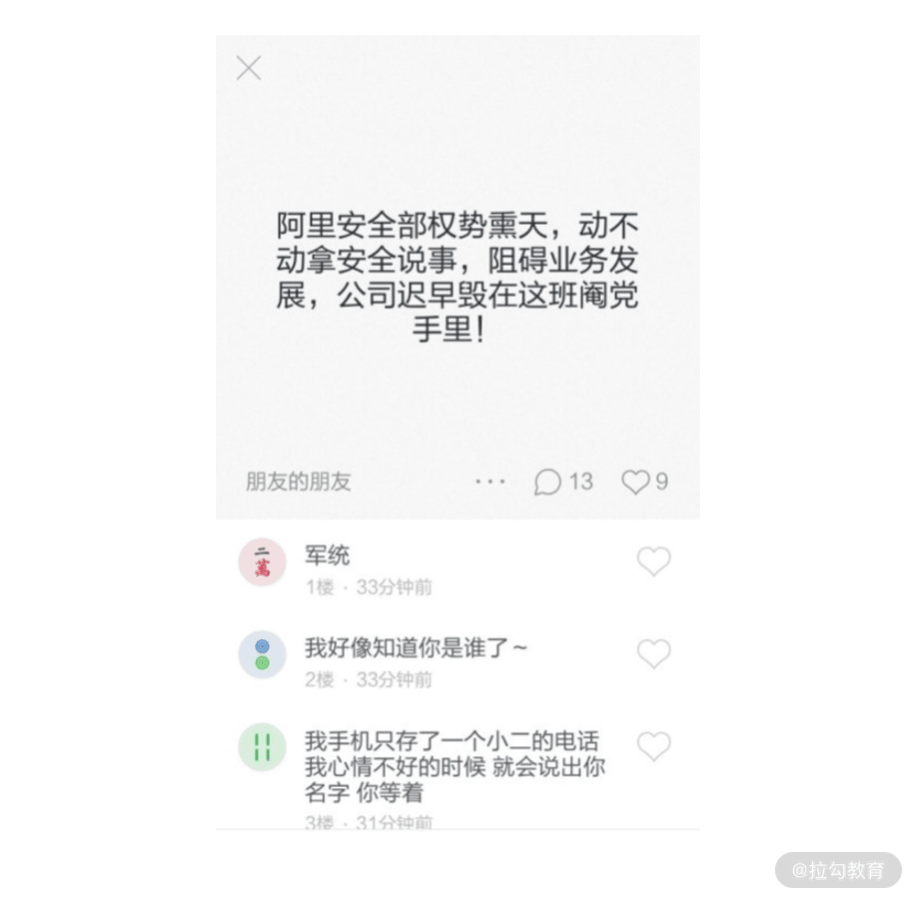 阿里安全部权势熏天，动不
动拿安全说事，阻碍业务发
展，公司迟早毁在这班阉党
手里！
朋友的朋友 ··· 13 9
二萬
军统
1楼 · 33分钟前
我好像知道你是谁了~
2楼 · 33分钟前
我手机只存了一个小二的电话
我心情不好的时候 就会说出你
名字 你等着
3楼 · 31分钟前
@拉勾教育